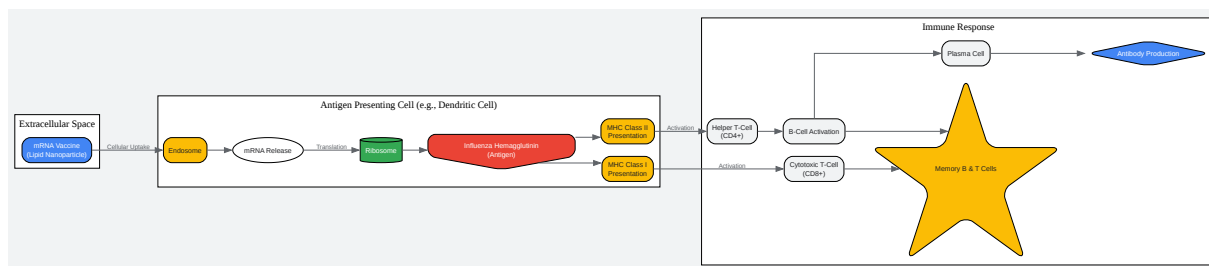 Extracellular Space
mRNA Vaccine
(Lipid Nanoparticle)
Cellular Uptake
Antigen Presenting Cell (e.g., Dendritic Cell)
Endosome
mRNA Release
Translation
Ribosome
Influenza Hemagglutinin
(Antigen)
MHC Class II
Presentation
MHC Class I
Presentation
Activation
Activation
Immune Response
Helper T-Cell
(CD4+)
B-Cell Activation
Cytotoxic T-Cell
(CD8+)
Plasma Cell
Antibody Production
Memory B & T Cells